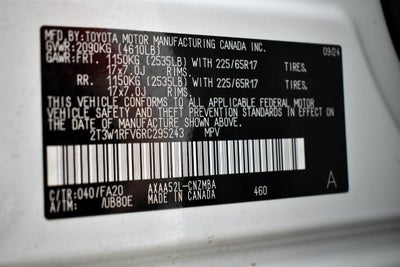 MFD.BY:TOYOTA MOTOR MANUFACTURING CANADA INC.
GVWR:2090KG (4610LB) 09/24
GAWR:FRT. 1150KG (2535LB) WITH 225/65R17 TIRES,
17x7.0J RIMS.
RR. 1150KG (2535LB) WITH 225/65R17 TIRES,
17x7.0J RIMS.
THIS VEHICLE CONFORMS TO ALL APPLICABLE FEDERAL MOTOR
VEHICLE SAFETY AND THEFT PREVENTION STANDARDS IN EFFECT ON
THE DATE OF MANUFACTURE SHOWN ABOVE.
2T3W1RFV6RC295243 MPV
C/TR:040/FA20 AXAA52L-CNZMBA 460 A
A/TM: /UB80E MADE IN CANADA